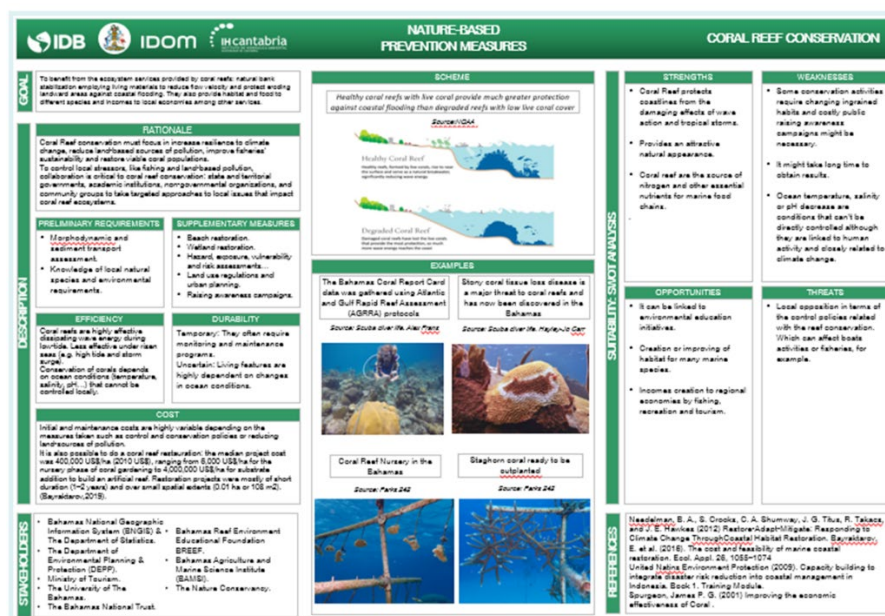 IDB
IDOM
IHcantabria
NATURE-BASED
PREVENTION MEASURES
CORAL REEF CONSERVATION
GOAL
To benefit from the ecosystem services provided by coral reefs: natural bank
stabilisation employing living materials to reduce flow velocity and protect eroding
landward areas against coastal flooding. They also provide habitat and food to
different species and incomes to local economies among other services.
DESCRIPTION
RATIONALE
Coral Reef conservation must focus in increase resilience to climate
change, reduce land-based sources of pollution, improve fisheries'
sustainability and restore viable coral populations.
To control local stressors, like fishing and land-based pollution,
collaboration is critical to coral reef conservation: state and territorial
governments, academic institutions, non-governmental organizations, and
community groups to take targeted approaches to local issues that impact
coral reef ecosystems.
PRELIMINARY REQUIREMENTS
• Morphodynamic and
sediment transport
assessment.
• Knowledge of local natural
species and environmental
requirements.
SUPPLEMENTARY MEASURES
• Beach restoration.
• Wetland restoration.
• Hazard, exposure, vulnerability
and risk assessments...
• Land use regulations and
urban planning.
• Raising awareness campaigns.
EFFICIENCY
Coral reefs are highly effective
dissipating wave energy during
low-tide. Less effective under risen
seas (e.g. high tide and storm
surge).
Conservation of corals depends
on ocean conditions (temperature,
salinity, pH...) that cannot be
controlled locally.
DURABILITY
Temporary: They often require
monitoring and maintenance
programs.
Uncertain: Living features are
highly dependent on changes
in ocean conditions.
COST
Initial and maintenance costs are highly variable depending on the
measures taken such as control and conservation policies or reducing
land-sources of pollution.
It is also possible to do a coral reef restauration: the median project cost
was 400,000 US$/ha (2010 US$), ranging from 6,000 US$/ha for the
nursery phase of coral gardening to 4,000,000 US$/ha for substrate
addition to build an artificial reef. Restoration projects were mostly of short
duration (1–2 years) and over small spatial extents (0.01 ha or 108 m2).
(Bayraktarov,2019).
STAKEHOLDERS
• Bahamas National Geographic
Information System (BNGIS) &
The Department of Statistics.
• The Department of
Environmental Planning &
Protection (DEPP).
• Ministry of Tourism.
• The University of The
Bahamas.
• The Bahamas National Trust.
• Bahamas Reef Environment
Educational Foundation
BREEF.
• Bahamas Agriculture and
Marine Science Institute
(BAMSI).
• The Nature Conservancy.
SCHEME
Healthy coral reefs with live coral provide much greater protection
against coastal flooding than degraded reefs with low live coral cover
Source:NOAA
Healthy Coral Reef
Degraded Coral Reef
EXAMPLES
The Bahamas Coral Report Card
data was gathered using Atlantic
and Gulf Rapid Reef Assessment
(AGRRA) protocols
Source: Scuba diver life. Alex
Stony coral tissue loss disease is
a major threat to coral reefs and
has now been discovered in the
Bahamas
Source: Scuba diver life. Hayley-Jo Carr
Coral Reef Nursery in the
Bahamas
Source: Parks 242
Staghorn coral ready to be
outplanted
Source: Parks 242
SUITABILITY: SWOT ANALYSIS
STRENGTHS
• Coral Reef protects
coastlines from the
damaging effects of wave
action and tropical storms.
• Provides an attractive
natural appearance.
• Coral reef are the source of
nitrogen and other essential
nutrients for marine food
chains.
.
WEAKNESSES
• Some conservation activities
require changing ingrained
habits and costly public
raising awareness
campaigns might be
necessary.
• It might take long time to
obtain results.
• Ocean temperature, salinity
or pH decrease are
conditions that can't be
directly controlled although
they are linked to human
activity and closely related to
climate change.
OPPORTUNITIES
• It can be linked to
environmental education
initiatives.
• Creation or improving of
habitat for many marine
species.
• Incomes creation to regional
economies by fishing,
recreation and tourism.
THREATS
• Local opposition in terms of
the control policies related
with the reef conservation.
Which can affect boats
activities or fisheries, for
example.
REFERENCES
Needelman, B. A., S. Crooks, C. A. Shumway, J. G. Titus, R. Takacs,
and J. E. Hawkes (2012) Restore-Adapt-Mitigate: Responding to
Climate Change ThroughCoastal Habitat Restoration. Bayraktarov,
E. et al. (2016). The cost and feasibility of marine coastal
restoration. Ecol. Appl. 26, 1055–1074
United Nating Environment Protection (2009). Capacity building to
integrate disaster risk reduction into coastal management in
Indonesia. Book 1. Training Module.
Spurgeon, James P. G. (2001) Improving the economic
effectiveness of Coral .